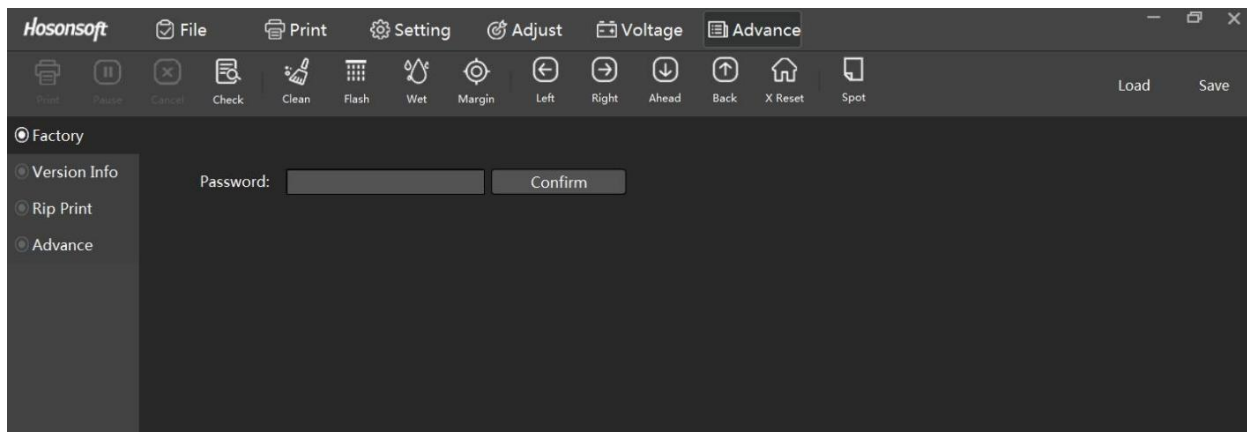 Hosonsoft File Print Setting Adjust Voltage Advance
Print Pause Cancel Check Clean Flash Wet Margin Left Right Ahead Back X Reset Spot Load Save
Factory
Version Info
Password: Confirm
Rip Print
Advance